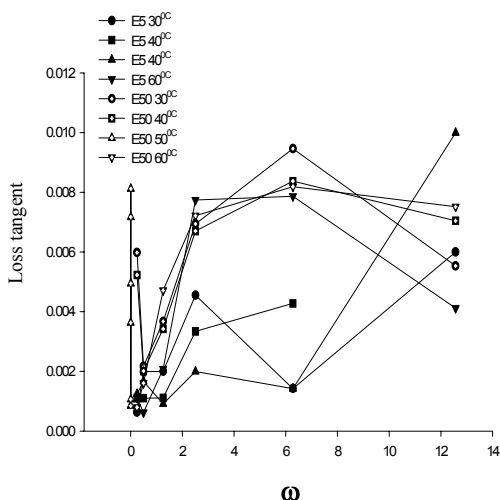 E5 30⁰ᶜ
E5 40⁰ᶜ
E5 40⁰ᶜ
E5 60⁰ᶜ
E50 30⁰ᶜ
E50 40⁰ᶜ
E50 50⁰ᶜ
E50 60⁰ᶜ
0.012
0.010
0.008
0.006
0.004
0.002
0.000
Loss tangent
0 2 4 6 8 10 12 14
ω